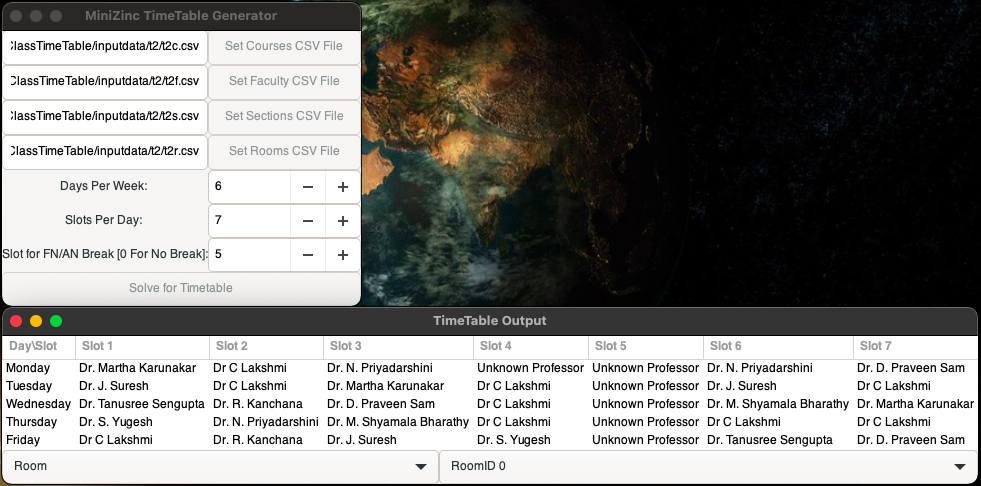 MiniZinc TimeTable Generator
ClassTimeTable/inputdata/t2/t2c.csv Set Courses CSV File
ClassTimeTable/inputdata/t2/t2f.csv Set Faculty CSV File
ClassTimeTable/inputdata/t2/t2s.csv Set Sections CSV File
ClassTimeTable/inputdata/t2/t2r.csv Set Rooms CSV File
Days Per Week: 6 − +
Slots Per Day: 7 − +
Slot for FN/AN Break [0 For No Break]: 5 − +
Solve for Timetable
TimeTable Output
Day\Slot Slot 1 Slot 2 Slot 3 Slot 4 Slot 5 Slot 6 Slot 7
Monday Dr. Martha Karunakar Dr C Lakshmi Dr. N. Priyadarshini Unknown Professor Unknown Professor Dr. N. Priyadarshini Dr. D. Praveen Sam
Tuesday Dr. J. Suresh Dr C Lakshmi Dr. Martha Karunakar Dr C Lakshmi Unknown Professor Dr. J. Suresh Dr C Lakshmi
Wednesday Dr. Tanusree Sengupta Dr. R. Kanchana Dr. D. Praveen Sam Dr C Lakshmi Unknown Professor Dr. M. Shyamala Bharathy Dr. Martha Karunakar
Thursday Dr. S. Yugesh Dr. N. Priyadarshini Dr. M. Shyamala Bharathy Dr C Lakshmi Unknown Professor Dr C Lakshmi Dr C Lakshmi
Friday Dr C Lakshmi Dr. R. Kanchana Dr. J. Suresh Dr. S. Yugesh Unknown Professor Dr. Tanusree Sengupta Dr. D. Praveen Sam
Room RoomID 0